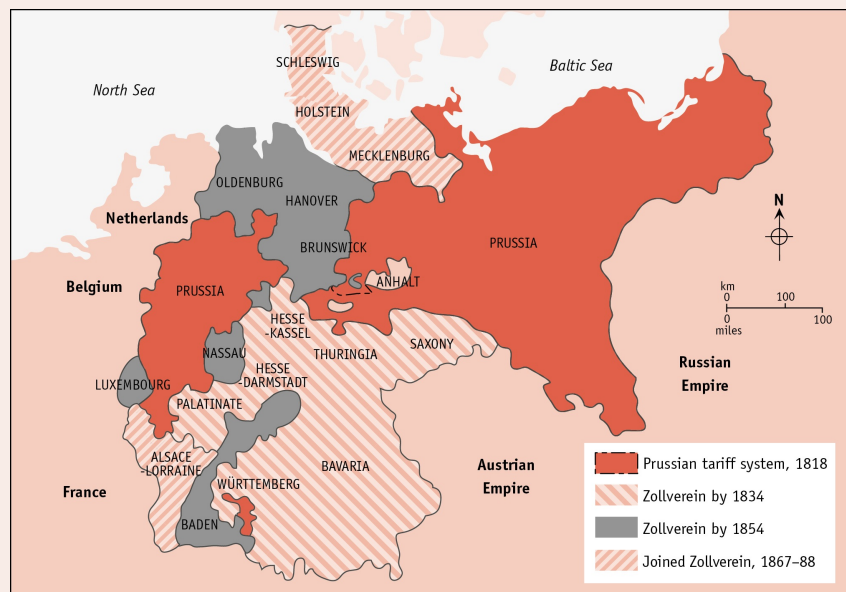 SCHLESWIG
Baltic Sea
North Sea
HOLSTEIN
MECKLENBURG
OLDENBURG
HANOVER
Netherlands
N
BRUNSWICK
PRUSSIA
Belgium
PRUSSIA
ANHALT
km
0 100
0 100
miles
HESSE
-KASSEL
NASSAU
THURINGIA
SAXONY
HESSE
-DARMSTADT
LUXEMBOURG
PALATINATE
Russian
Empire
ALSACE
-LORRAINE
BAVARIA
WÜRTTEMBERG
Austrian
Empire
France
BADEN
Prussian tariff system, 1818
Zollverein by 1834
Zollverein by 1854
Joined Zollverein, 1867–88